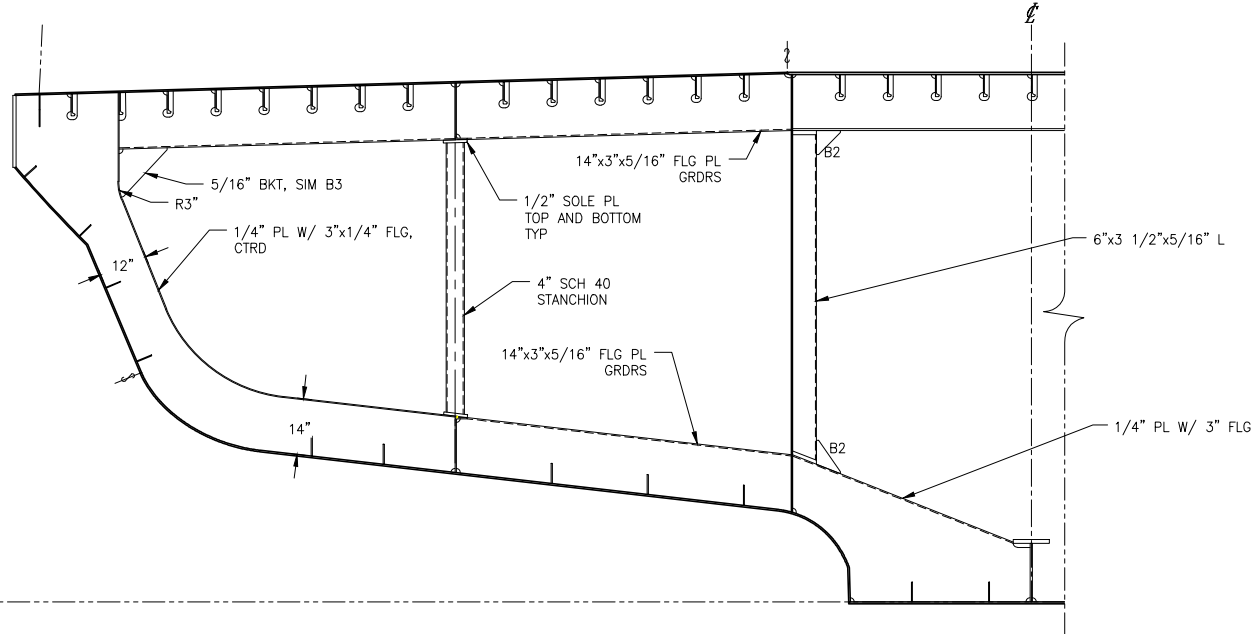 ℄
14"x3"x5/16" FLG PL
GRDRS
B2
5/16" BKT, SIM B3
R3"
1/2" SOLE PL
TOP AND BOTTOM
TYP
1/4" PL W/ 3"x1/4" FLG,
CTRD
6"x3 1/2"x5/16" L
12"
4" SCH 40
STANCHION
14"x3"x5/16" FLG PL
GRDRS
1/4" PL W/ 3" FLG
14"
B2